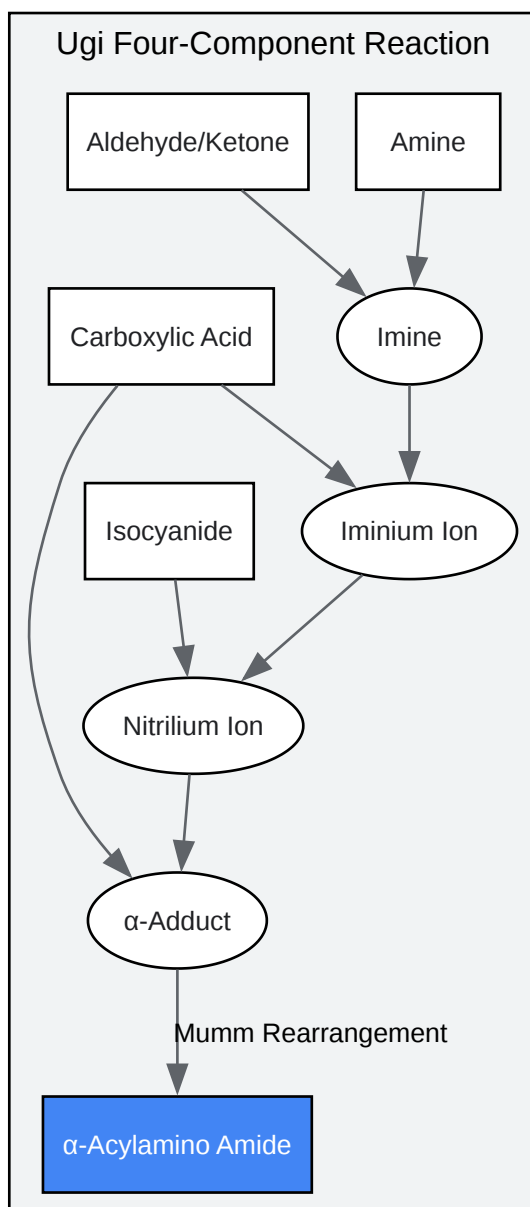 Ugi Four-Component Reaction
Aldehyde/Ketone
Amine
Carboxylic Acid
Imine
Isocyanide
Iminium Ion
Nitrilium Ion
α-Adduct
Mumm Rearrangement
α-Acylamino Amide